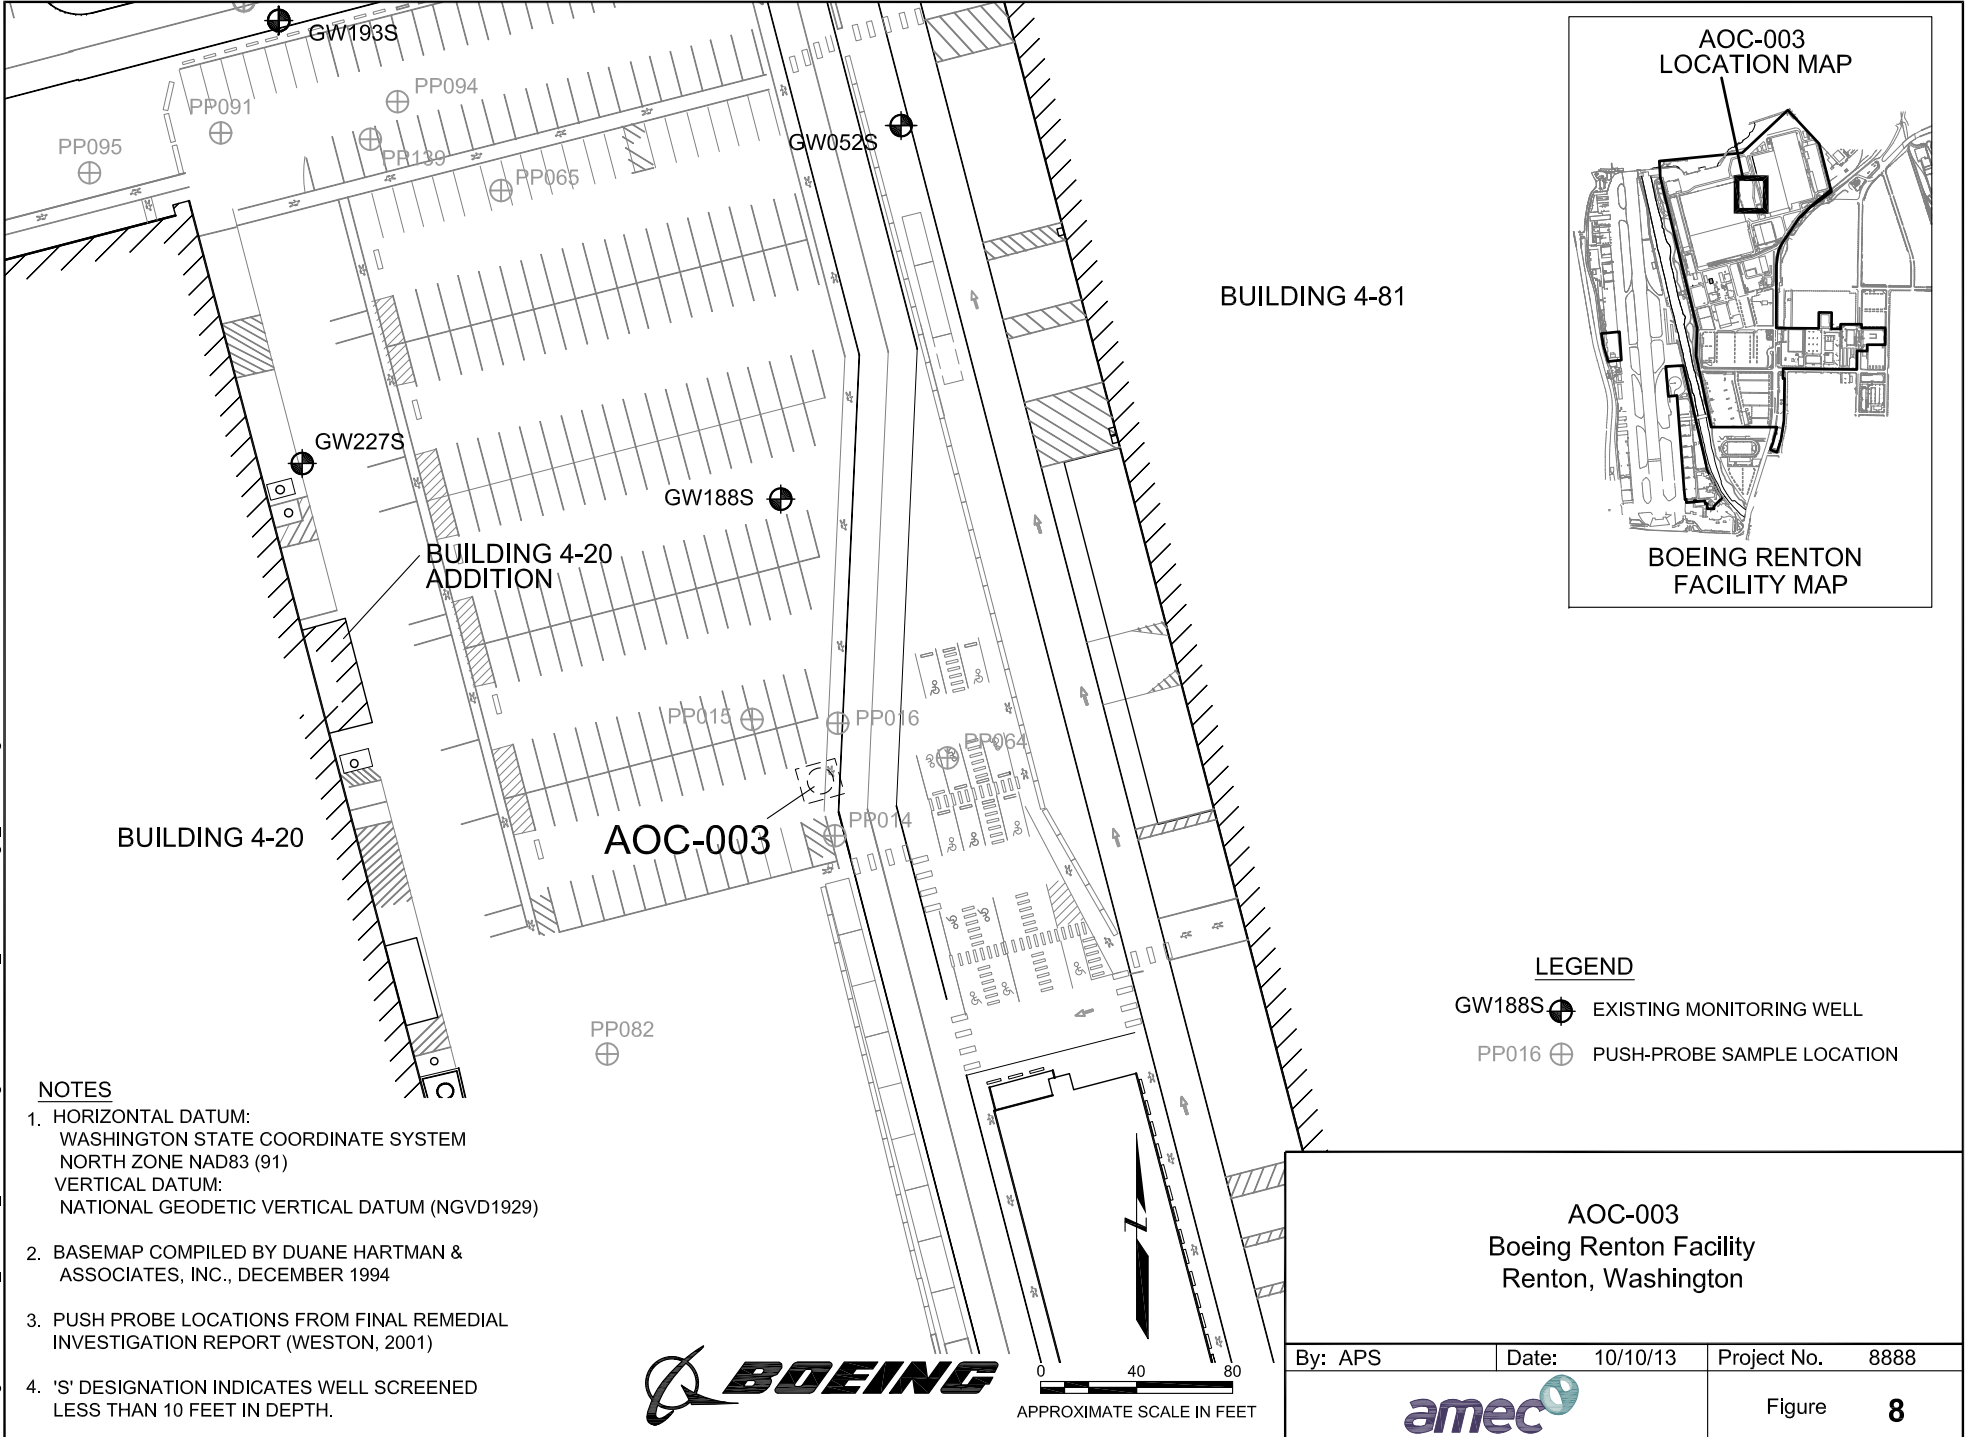 GW193S
PP094
PP091
PP095
PP139
PP065
GW052S
AOC-003
LOCATION MAP
BOEING RENTON
FACILITY MAP
BUILDING 4-81
GW227S
GW188S
BUILDING 4-20
ADDITION
PP015
PP016
PP064
PP014
AOC-003
BUILDING 4-20
PP082
LEGEND
GW188S EXISTING MONITORING WELL
PP016 PUSH-PROBE SAMPLE LOCATION
NOTES
1. HORIZONTAL DATUM:
WASHINGTON STATE COORDINATE SYSTEM
NORTH ZONE NAD83 (91)
VERTICAL DATUM:
NATIONAL GEODETIC VERTICAL DATUM (NGVD1929)
2. BASEMAP COMPILED BY DUANE HARTMAN &
ASSOCIATES, INC., DECEMBER 1994
3. PUSH PROBE LOCATIONS FROM FINAL REMEDIAL
INVESTIGATION REPORT (WESTON, 2001)
4. 'S' DESIGNATION INDICATES WELL SCREENED
LESS THAN 10 FEET IN DEPTH.
BOEING
Z
0 40 80
APPROXIMATE SCALE IN FEET
AOC-003
Boeing Renton Facility
Renton, Washington
By: APS Date: 10/10/13 Project No. 8888
amec
Figure 8